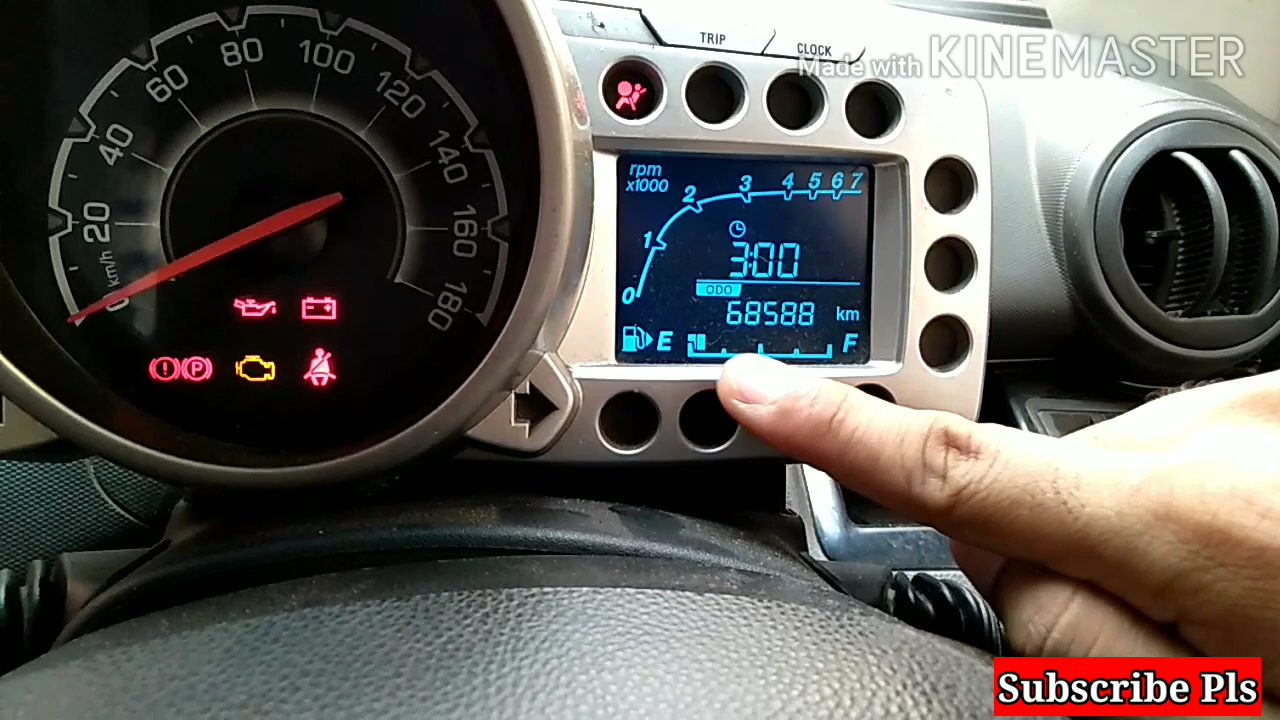 TRIP
CLOCK
Made with KINEMASTER
0 20 40 60 80 100 120 140 160 180
km/h
rpm
x1000
0 1 2 3 4 5 6 7
3:00
ODO
68588 km
E F
P
Subscribe Pls